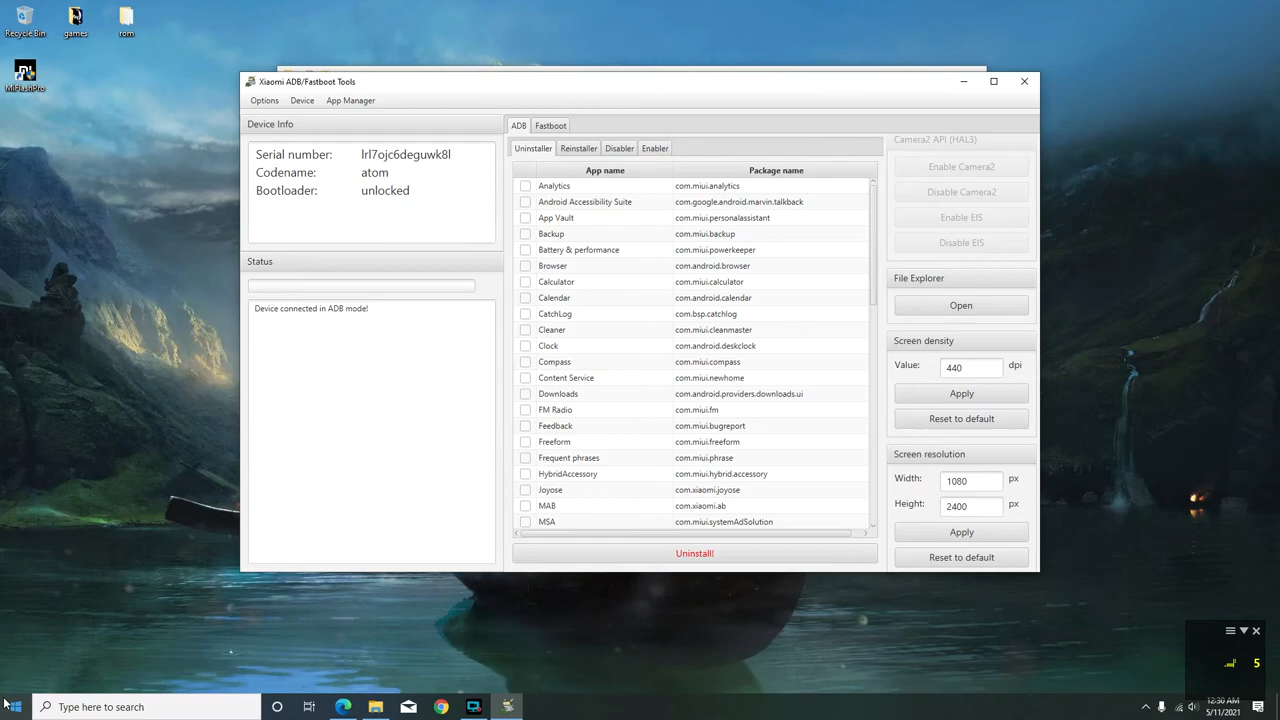 Recycle Bin
games
rom
MiFlashPro
Xiaomi ADB/Fastboot Tools
Options Device App Manager
Device Info
Serial number: lrl7ojc6deguwk8l
Codename: atom
Bootloader: unlocked
Status
Device connected in ADB mode!
ADB Fastboot
Uninstaller Reinstaller Disabler Enabler
App name Package name
Analytics com.miui.analytics
Android Accessibility Suite com.google.android.marvin.talkback
App Vault com.miui.personalassistant
Backup com.miui.backup
Battery & performance com.miui.powerkeeper
Browser com.android.browser
Calculator com.miui.calculator
Calendar com.android.calendar
CatchLog com.bsp.catchlog
Cleaner com.miui.cleanmaster
Clock com.android.deskclock
Compass com.miui.compass
Content Service com.miui.newhome
Downloads com.android.providers.downloads.ui
FM Radio com.miui.fm
Feedback com.miui.bugreport
Freeform com.miui.freeform
Frequent phrases com.miui.phrase
HybridAccessory com.miui.hybrid.accessory
Joyose com.xiaomi.joyose
MAB com.xiaomi.ab
MSA com.miui.systemAdSolution
Uninstall!
Camera2 API (HAL3)
Enable Camera2
Disable Camera2
Enable EIS
Disable EIS
File Explorer
Open
Screen density
Value: 440 dpi
Apply
Reset to default
Screen resolution
Width: 1080 px
Height: 2400 px
Apply
Reset to default
5
Type here to search
12:30 AM
5/11/2021